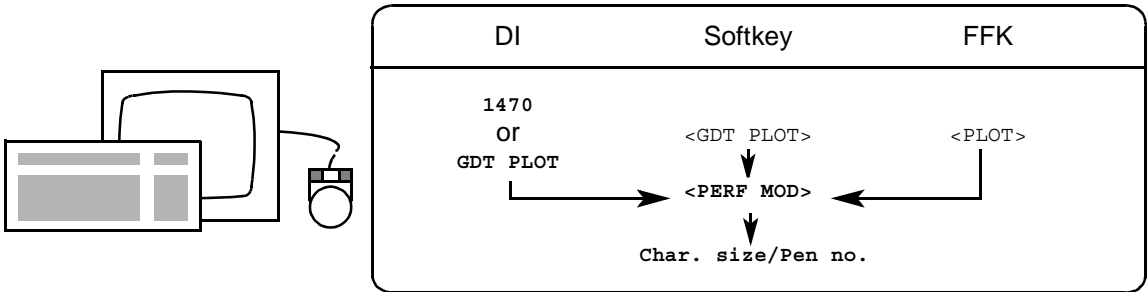 DI Softkey FFK
1470
or
<GDT PLOT> <PLOT>
GDT PLOT
<PERF MOD>
Char. size/Pen no.